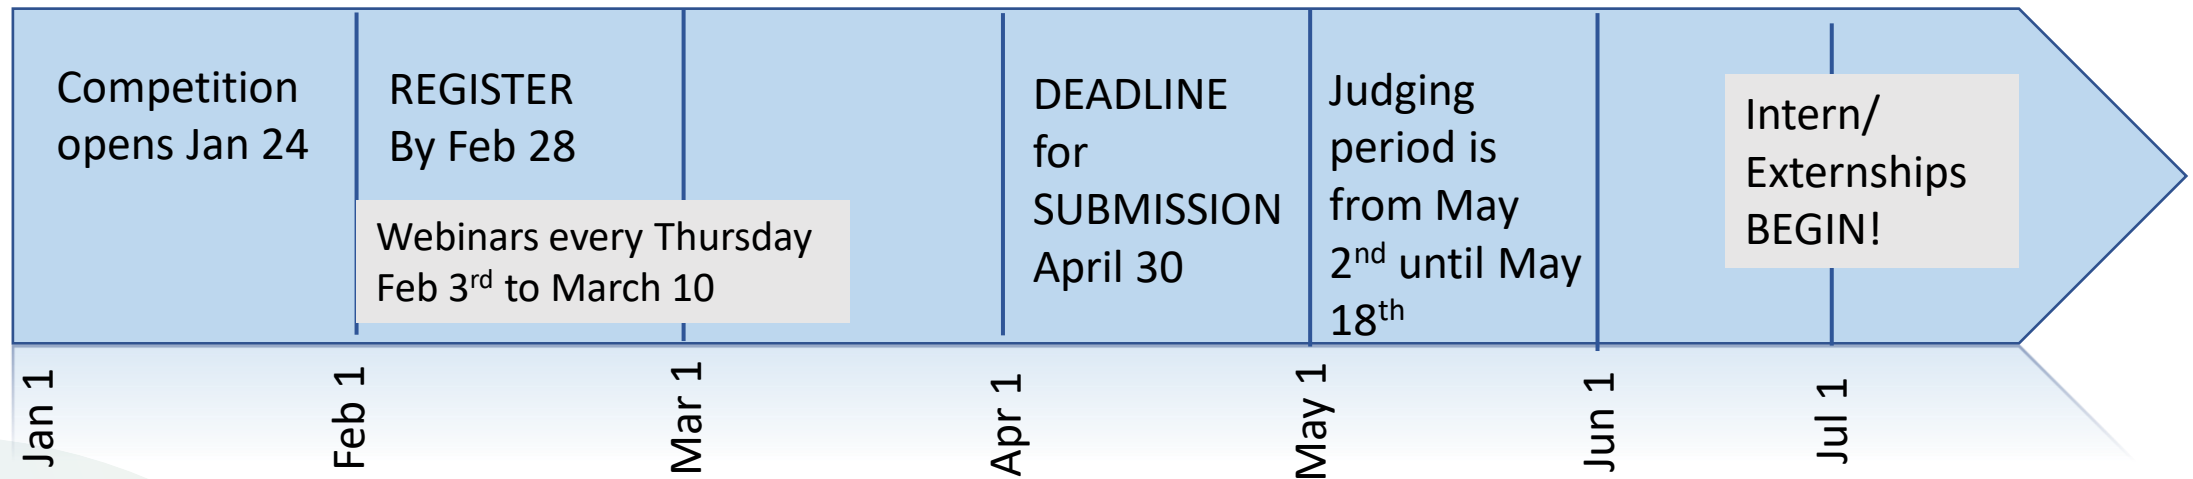 Competition
opens Jan 24
REGISTER
By Feb 28
Webinars every Thursday
Feb 3rd to March 10
DEADLINE
for
SUBMISSION
April 30
Judging
period is
from May
2nd until May
18th
Intern/
Externships
BEGIN!
Jan 1
Feb 1
Mar 1
Apr 1
May 1
Jun 1
Jul 1